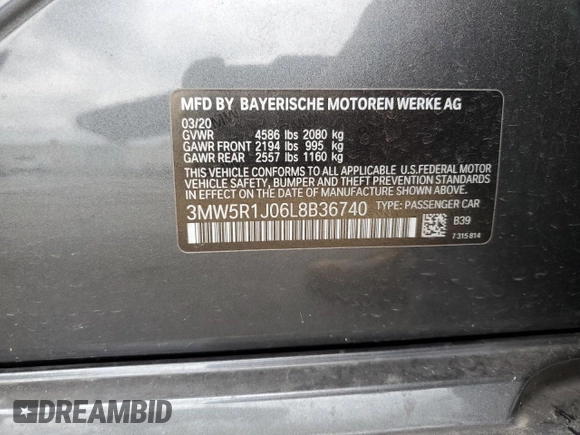 MFD BY BAYERISCHE MOTOREN WERKE AG
03/20
GVWR 4586 lbs 2080 kg
GAWR FRONT 2194 lbs 995 kg
GAWR REAR 2557 lbs 1160 kg
THIS VEHICLE CONFORMS TO ALL APPLICABLE U.S.FEDERAL MOTOR
VEHICLE SAFETY, BUMPER, AND THEFT PREVENTION STANDARDS
IN EFFECT ON THE DATE OF MANUFACTURE SHOWN ABOVE.
3MW5R1J06L8B36740 TYPE: PASSENGER CAR
B39
7 315 814
DREAMBID